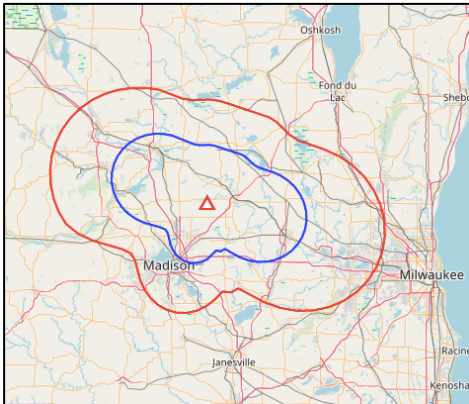 Oshkosh
Fond du
Lac
Shebo
Madison
Milwaukee
Janesville
Racine
Kenosha